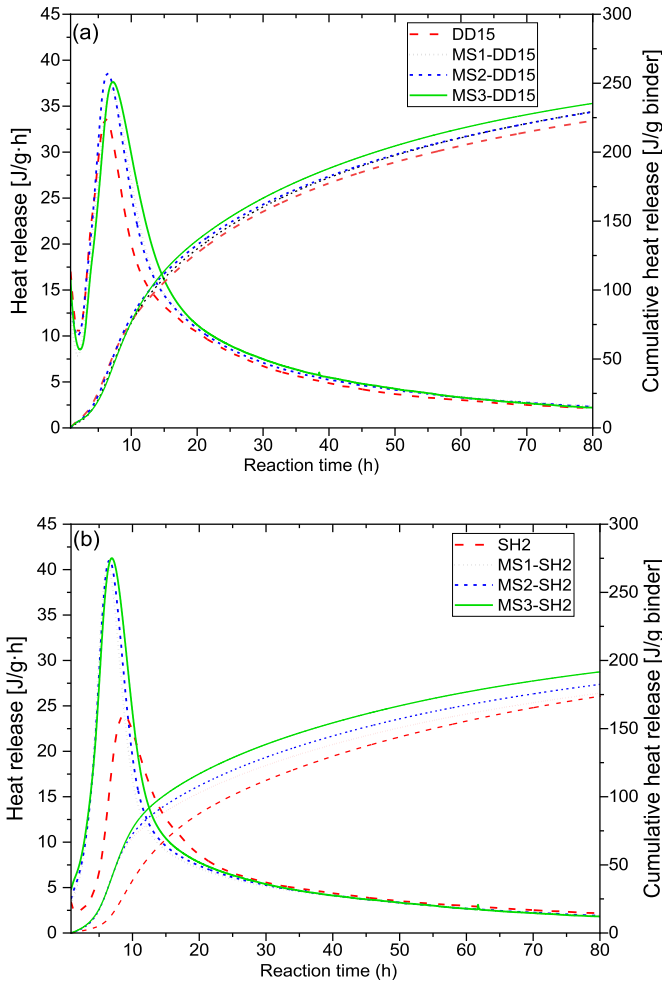 (a)
DD15
MS1-DD15
MS2-DD15
MS3-DD15
45
40
35
30
25
20
15
10
5
0
300
250
200
150
100
50
0
10 20 30 40 50 60 70 80
Heat release [J/g·h]
Cumulative heat release [J/g binder]
Reaction time (h)
(b)
SH2
MS1-SH2
MS2-SH2
MS3-SH2
45
40
35
30
25
20
15
10
5
0
300
250
200
150
100
50
0
10 20 30 40 50 60 70 80
Heat release [J/g·h]
Cumulative heat release [J/g binder]
Reaction time (h)